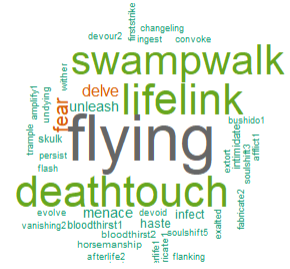 changeling
firststrike
devour2
ingest
convoke
swampwalk
wither
undying
amplify1
delve
lifelink
unleash
fear
trample
bushido1
skulk
flying
intimidate
afflict1
persist
extort
soulshift3
flash
deathtouch
fabricate2
evolve
menace
devoid
infect
exalted
vanishing2
bloodthirst1
haste
bloodthirst2
soulshift5
horsemanship
afterlife2
flanking